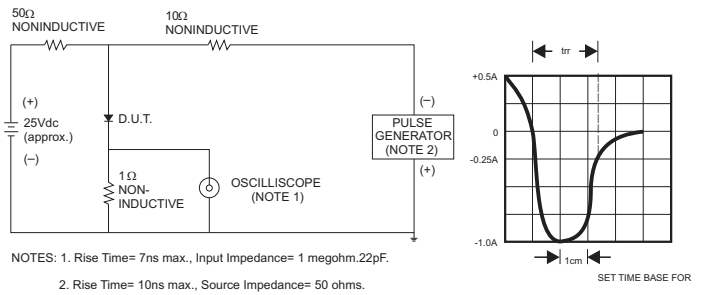 50Ω
NONINDUCTIVE
10Ω
NONINDUCTIVE
(+)
25Vdc
(approx.)
(–)
D.U.T.
1Ω
NON-
INDUCTIVE
OSCILLISCOPE
(NOTE 1)
(–)
PULSE
GENERATOR
(NOTE 2)
(+)
trr
+0.5A
0
-0.25A
-1.0A
1cm
SET TIME BASE FOR
NOTES: 1. Rise Time= 7ns max., Input Impedance= 1 megohm.22pF.
2. Rise Time= 10ns max., Source Impedance= 50 ohms.